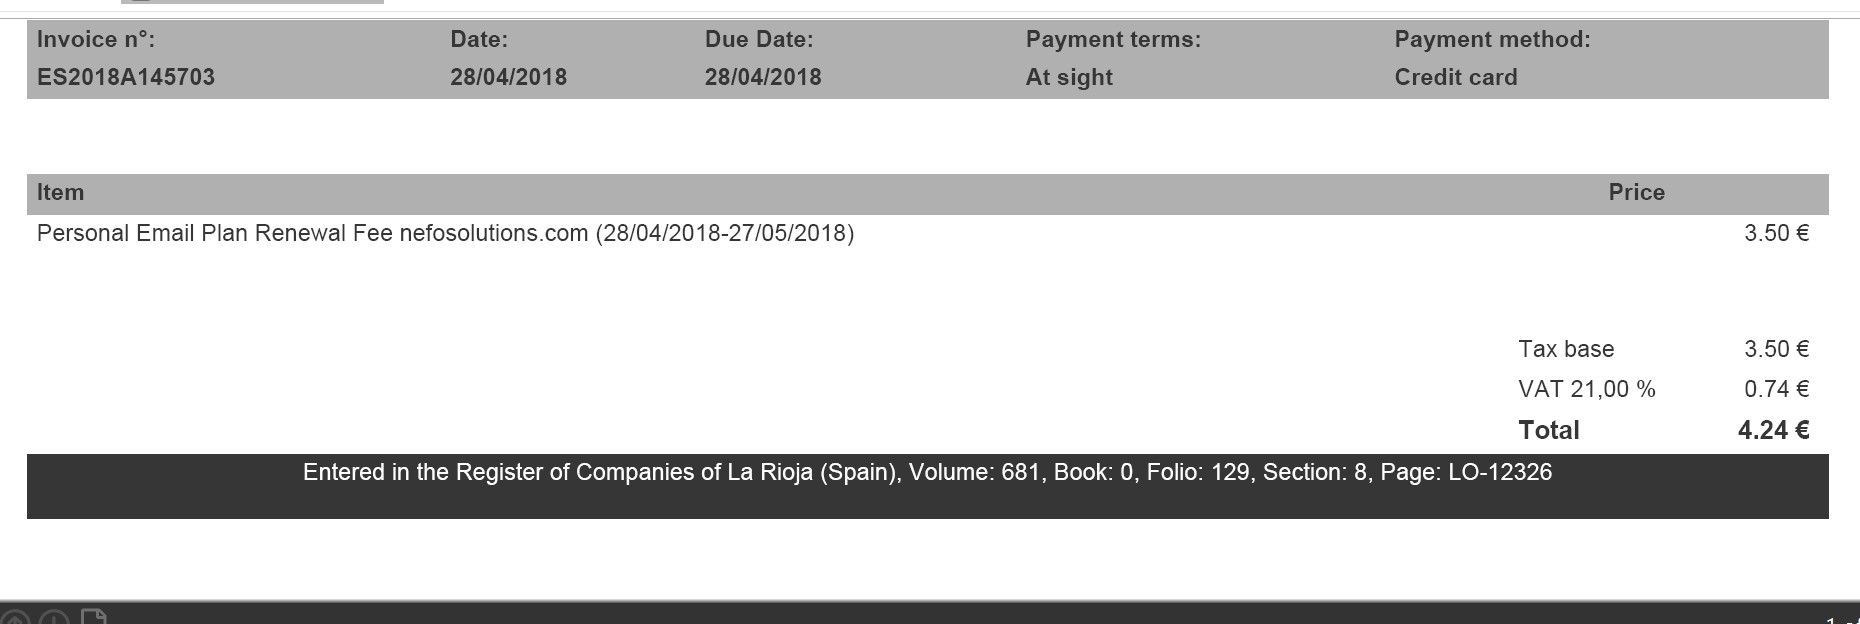 Invoice n°: Date: Due Date: Payment terms: Payment method:
ES2018A145703 28/04/2018 28/04/2018 At sight Credit card
Item Price
Personal Email Plan Renewal Fee nefosolutions.com (28/04/2018-27/05/2018) 3.50 €
Tax base 3.50 €
VAT 21,00 % 0.74 €
Total 4.24 €
Entered in the Register of Companies of La Rioja (Spain), Volume: 681, Book: 0, Folio: 129, Section: 8, Page: LO-12326